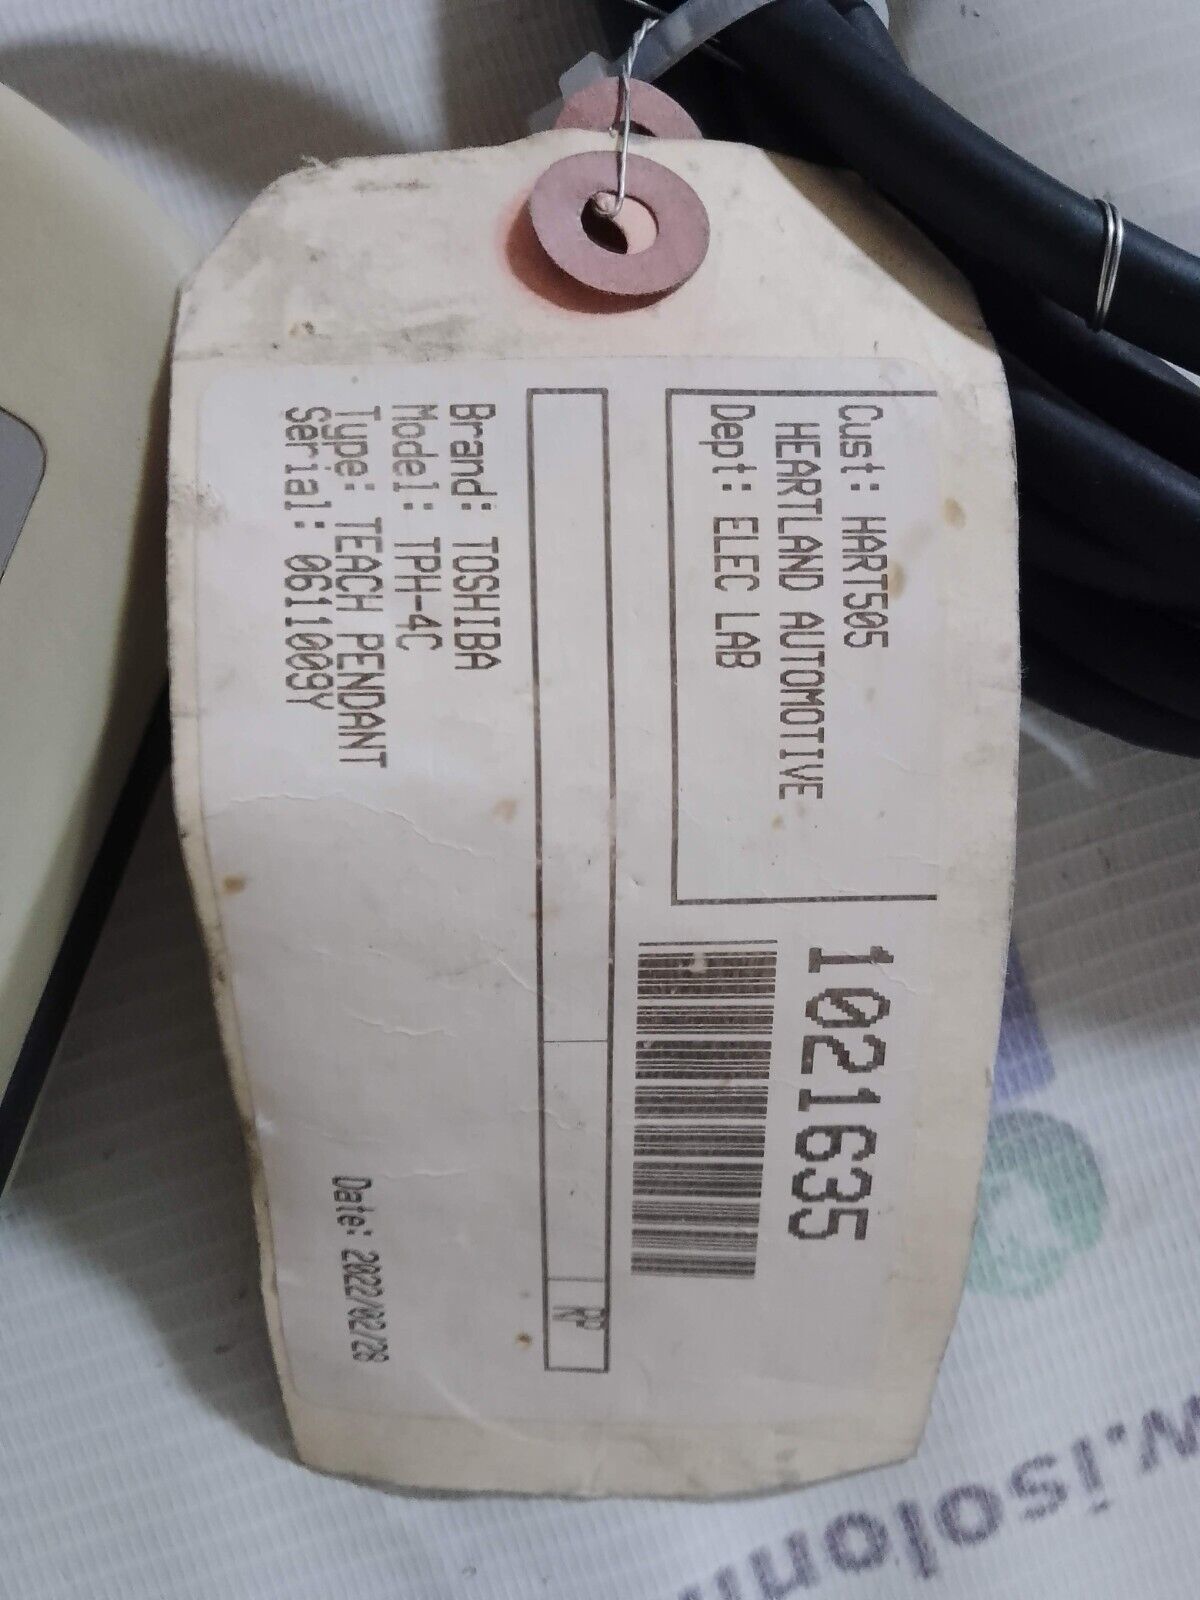 Cust: HART505
HEARTLAND AUTOMOTIVE
Dept: ELEC LAB
1021635
RP
Brand: TOSHIBA
Model: TPH-4C
Type: TEACH PENDANT
Serial: 0611009Y
Date: 2022/02/28
w.isolonn